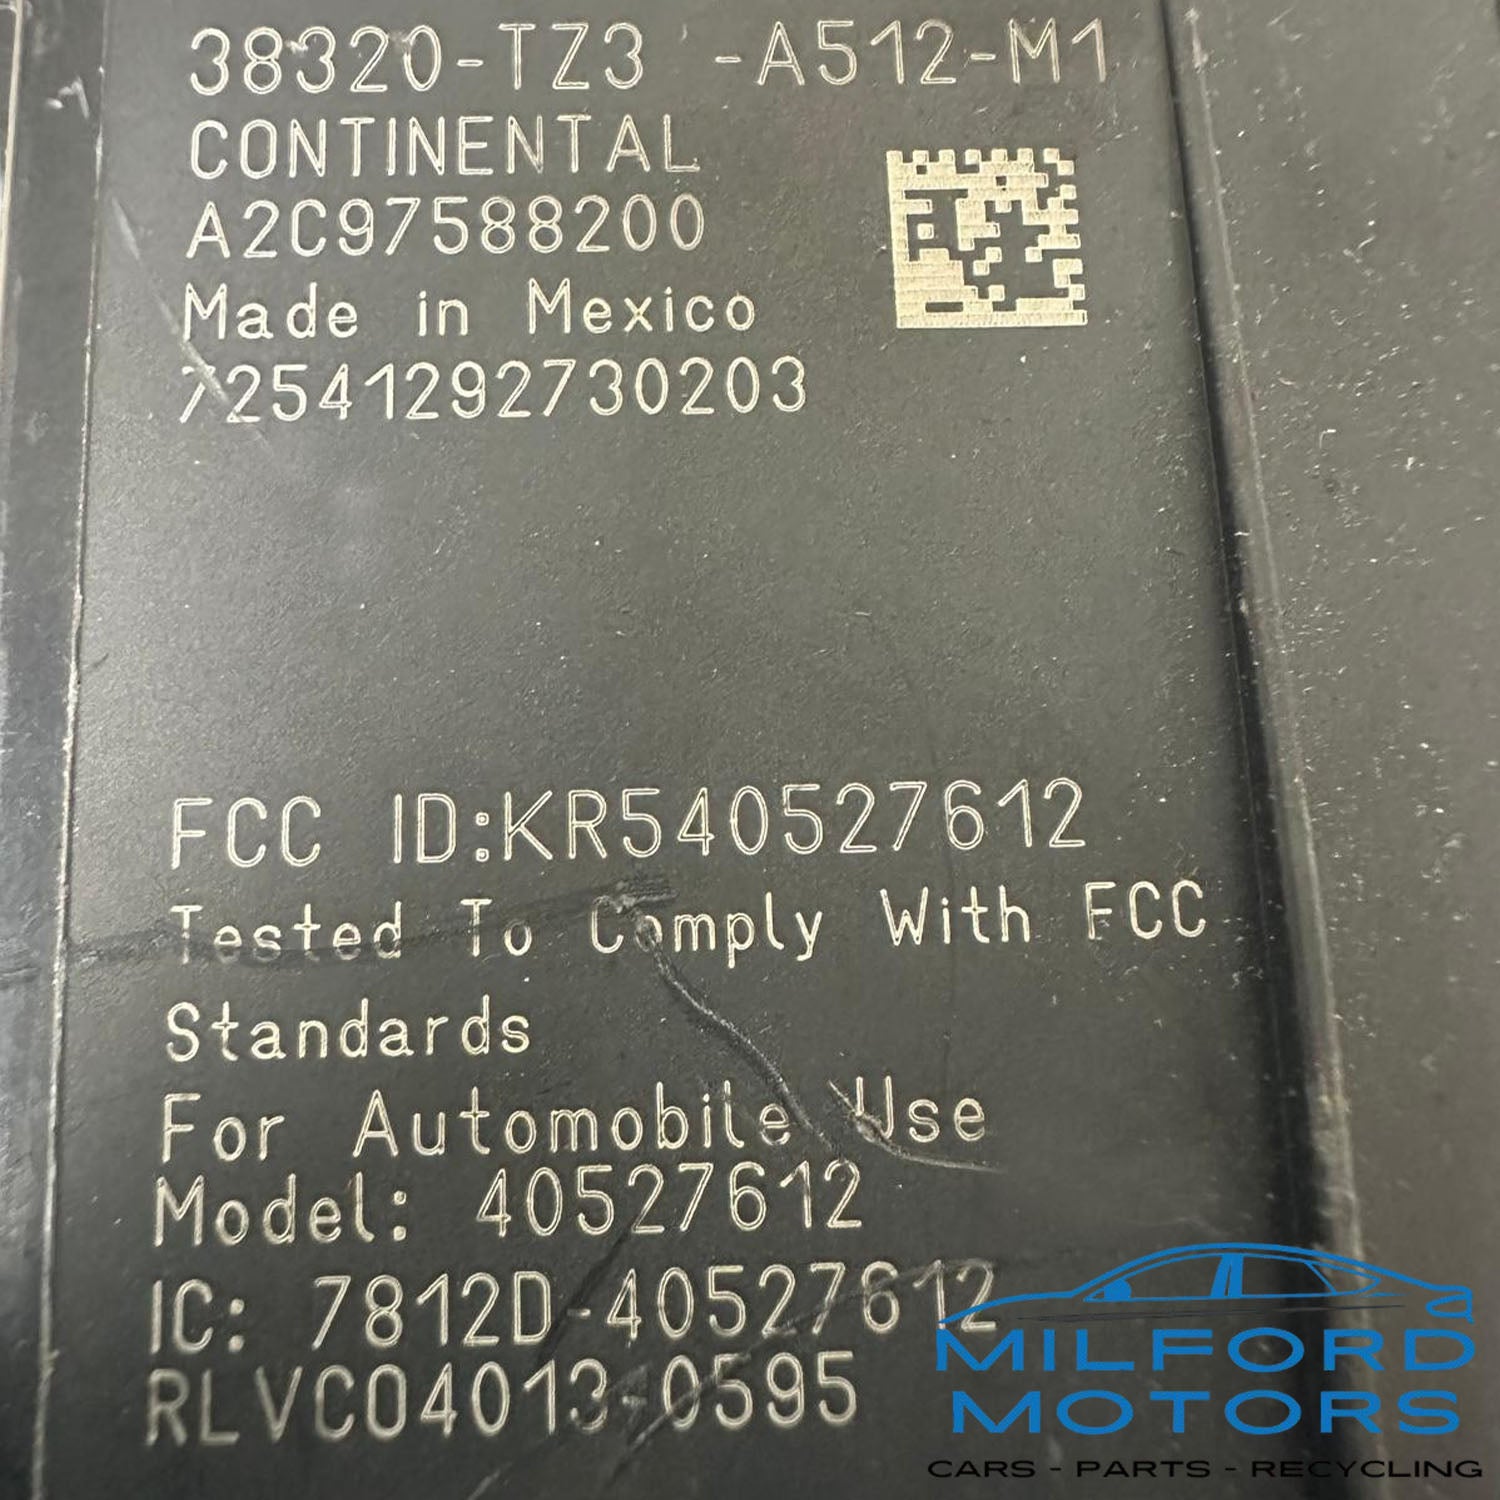 38320-TZ3 -A512-M1
CONTINENTAL
A2C97588200
Made in Mexico
72541292730203
FCC ID:KR540527612
Tested To Comply With FCC
Standards
For Automobile Use
Model: 40527612
IC: 7812D-40527612
RLVCO4013-0595
MILFORD
MOTORS
CARS - PARTS - RECYCLING